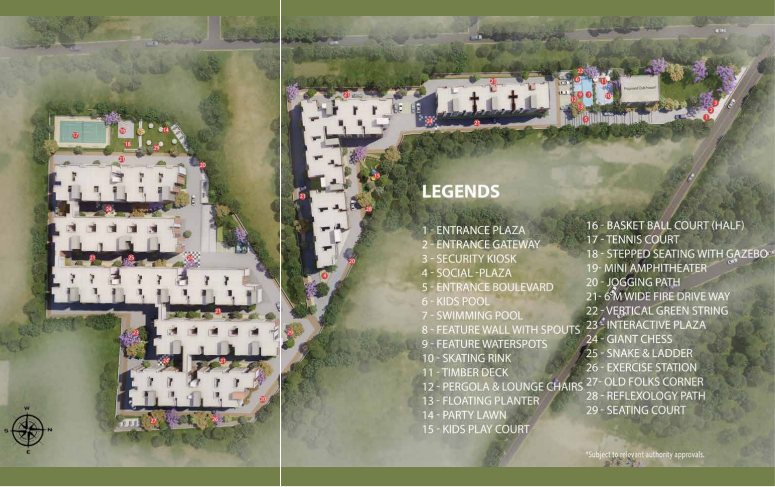 LEGENDS
1 - ENTRANCE PLAZA
2 - ENTRANCE GATEWAY
3 - SECURITY KIOSK
4 - SOCIAL -PLAZA
5 - ENTRANCE BOULEVARD
6 - KIDS POOL
7 - SWIMMING POOL
8 - FEATURE WALL WITH SPOUTS
9 - FEATURE WATERSPOTS
10 - SKATING RINK
11 - TIMBER DECK
12 - PERGOLA & LOUNGE CHAIRS
13 - FLOATING PLANTER
14 - PARTY LAWN
15 - KIDS PLAY COURT
16 - BASKET BALL COURT (HALF)
17 - TENNIS COURT
18 - STEPPED SEATING WITH GAZEBO
19- MINI AMPHITHEATER
20 - JOGGING PATH
21- 6 M WIDE FIRE DRIVE WAY
22 - VERTICAL GREEN STRING
23 - INTERACTIVE PLAZA
24 - GIANT CHESS
25 - SNAKE & LADDER
26 - EXERCISE STATION
27- OLD FOLKS CORNER
28 - REFLEXOLOGY PATH
29 - SEATING COURT
*Subject to relevant authority approvals.
W
S N
E